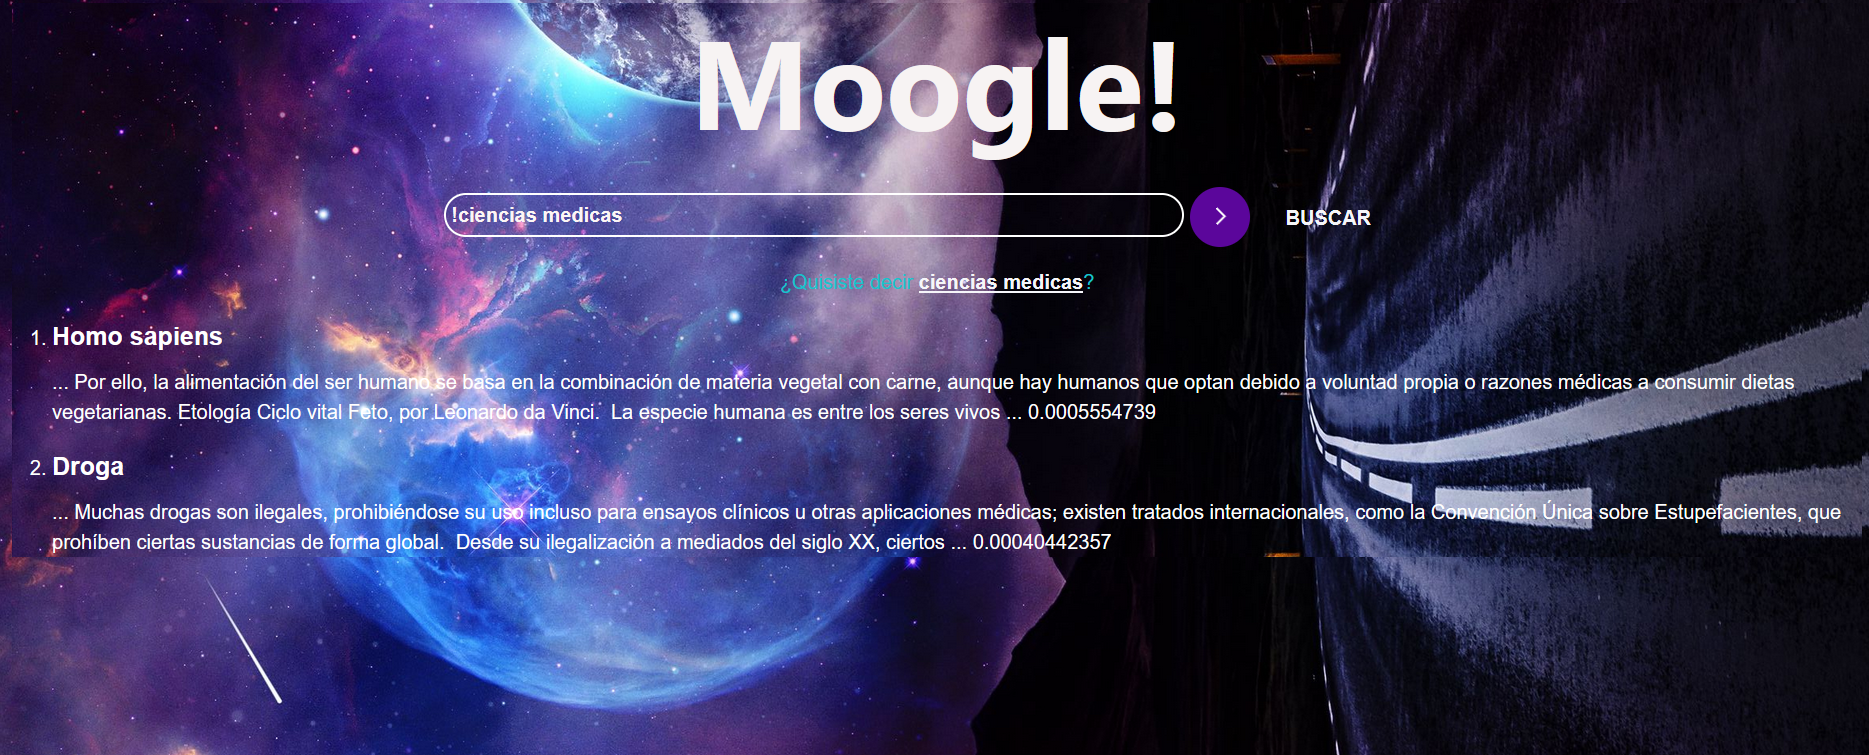 Moogle!
!ciencias medicas
BUSCAR
¿Quisiste decir ciencias medicas?
1. Homo sapiens
... Por ello, la alimentación del ser humano se basa en la combinación de materia vegetal con carne, aunque hay humanos que optan debido a voluntad propia o razones médicas a consumir dietas
vegetarianas. Etología Ciclo vital Feto, por Leonardo da Vinci.  La especie humana es entre los seres vivos ... 0.0005554739
2. Droga
... Muchas drogas son ilegales, prohibiéndose su uso incluso para ensayos clínicos u otras aplicaciones médicas; existen tratados internacionales, como la Convención Única sobre Estupefacientes, que
prohíben ciertas sustancias de forma global.  Desde su ilegalización a mediados del siglo XX, ciertos ... 0.00040442357